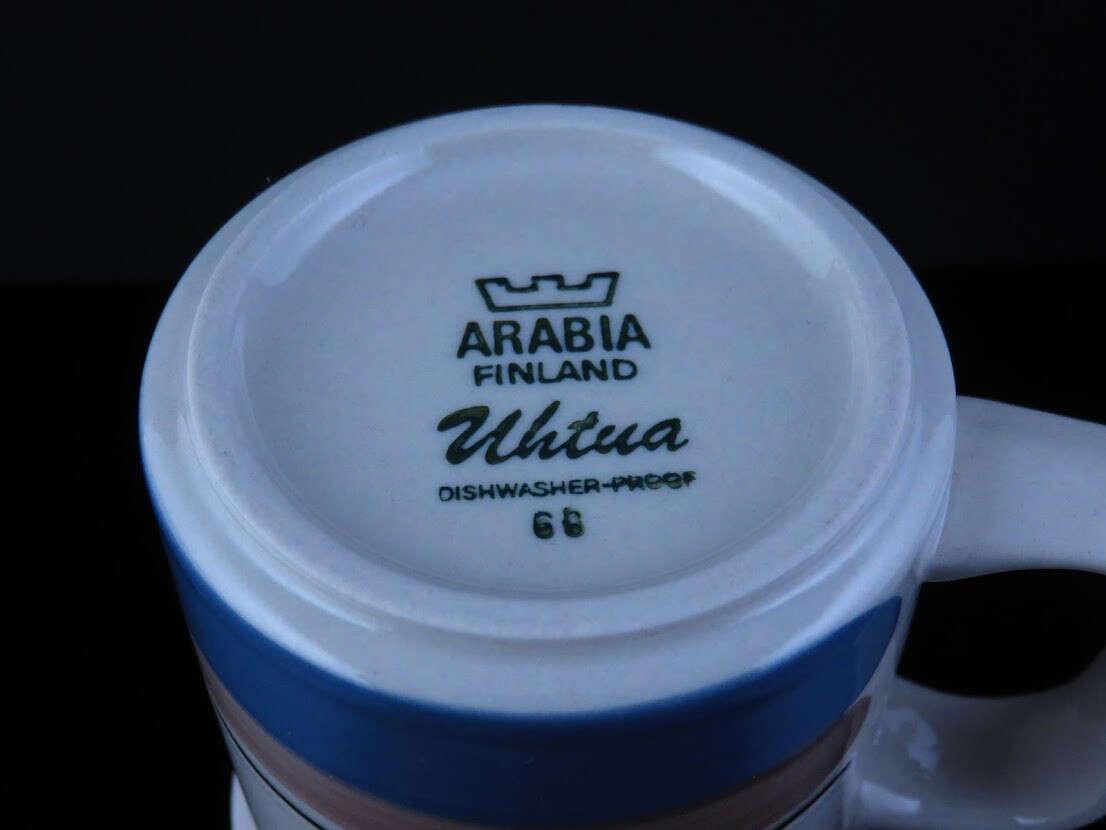 ARABIA
FINLAND
Uhtua
DISHWASHER-PROOF
68